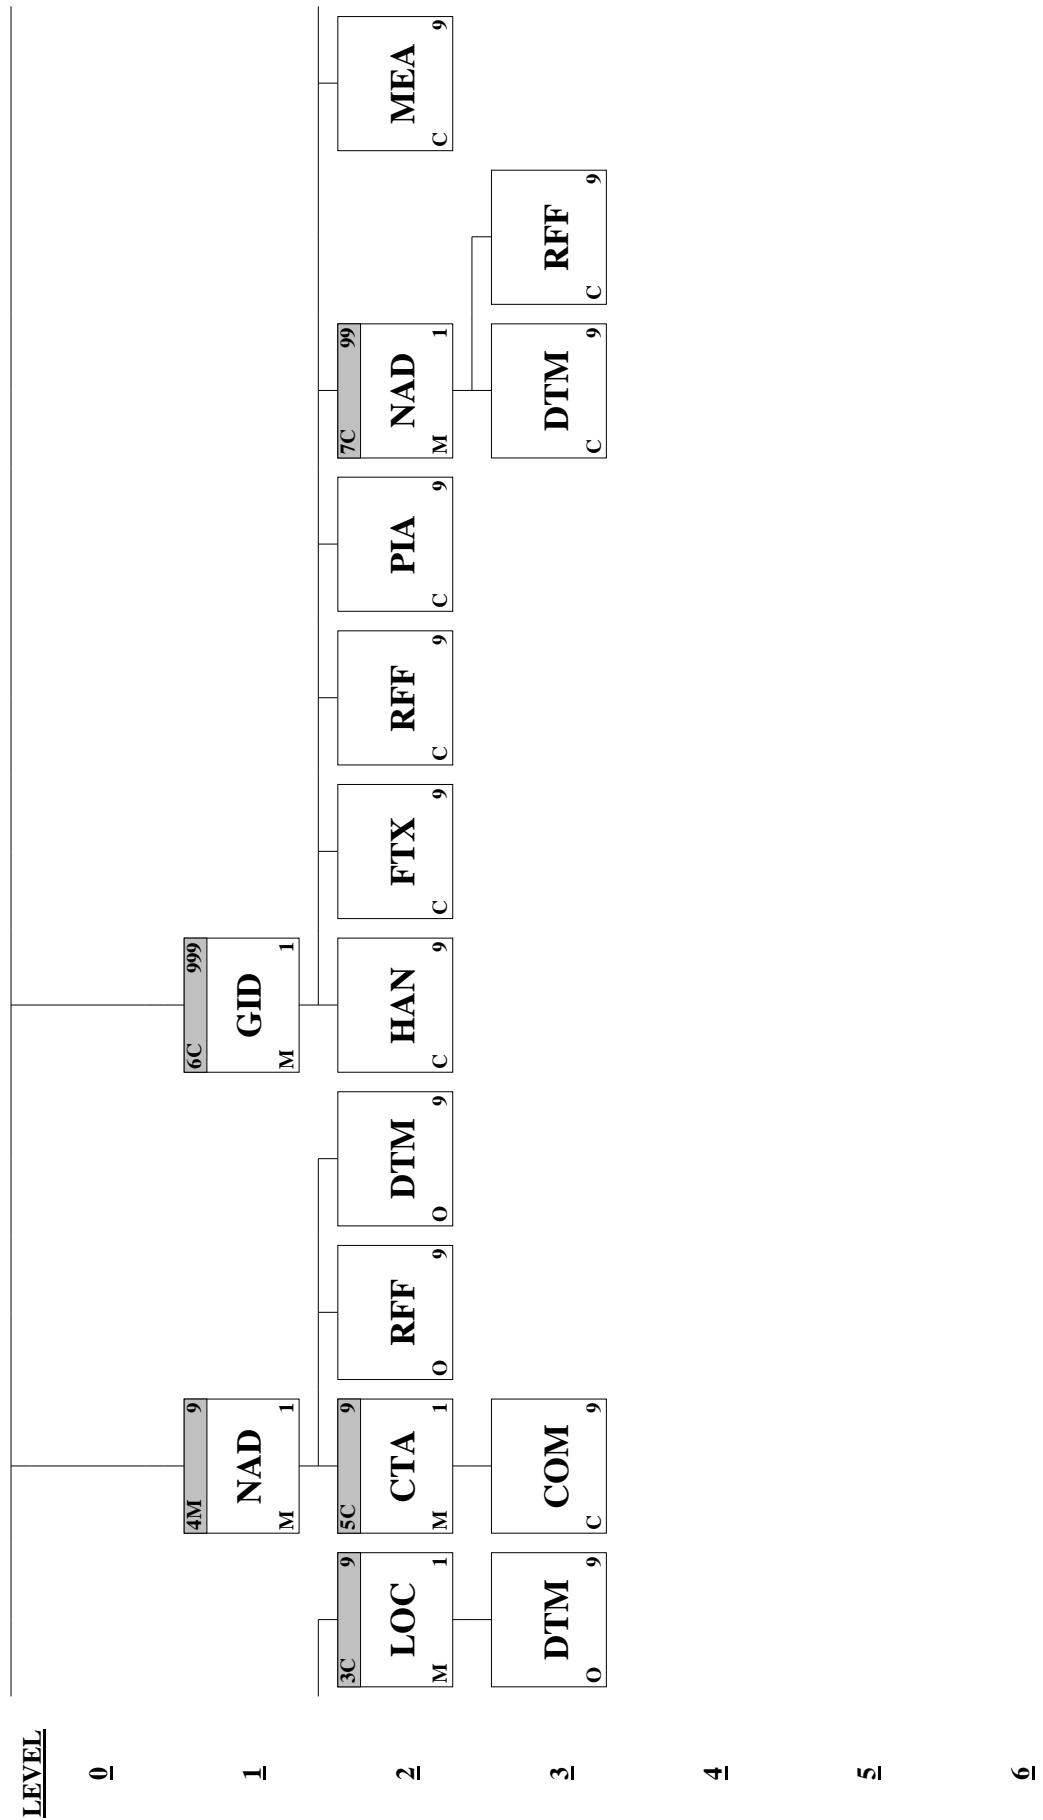 LEVEL
0
1
4M 9
NAD
M 1
6C 999
GID
M 1
2
3C 9
LOC
M 1
5C 9
CTA
M 1
RFF
O 9
DTM
O 9
HAN
C 9
FTX
C 9
RFF
C 9
PIA
C 9
7C 99
NAD
M 1
MEA
C 9
3
DTM
O 9
COM
C 9
DTM
C 9
RFF
C 9
4
5
6